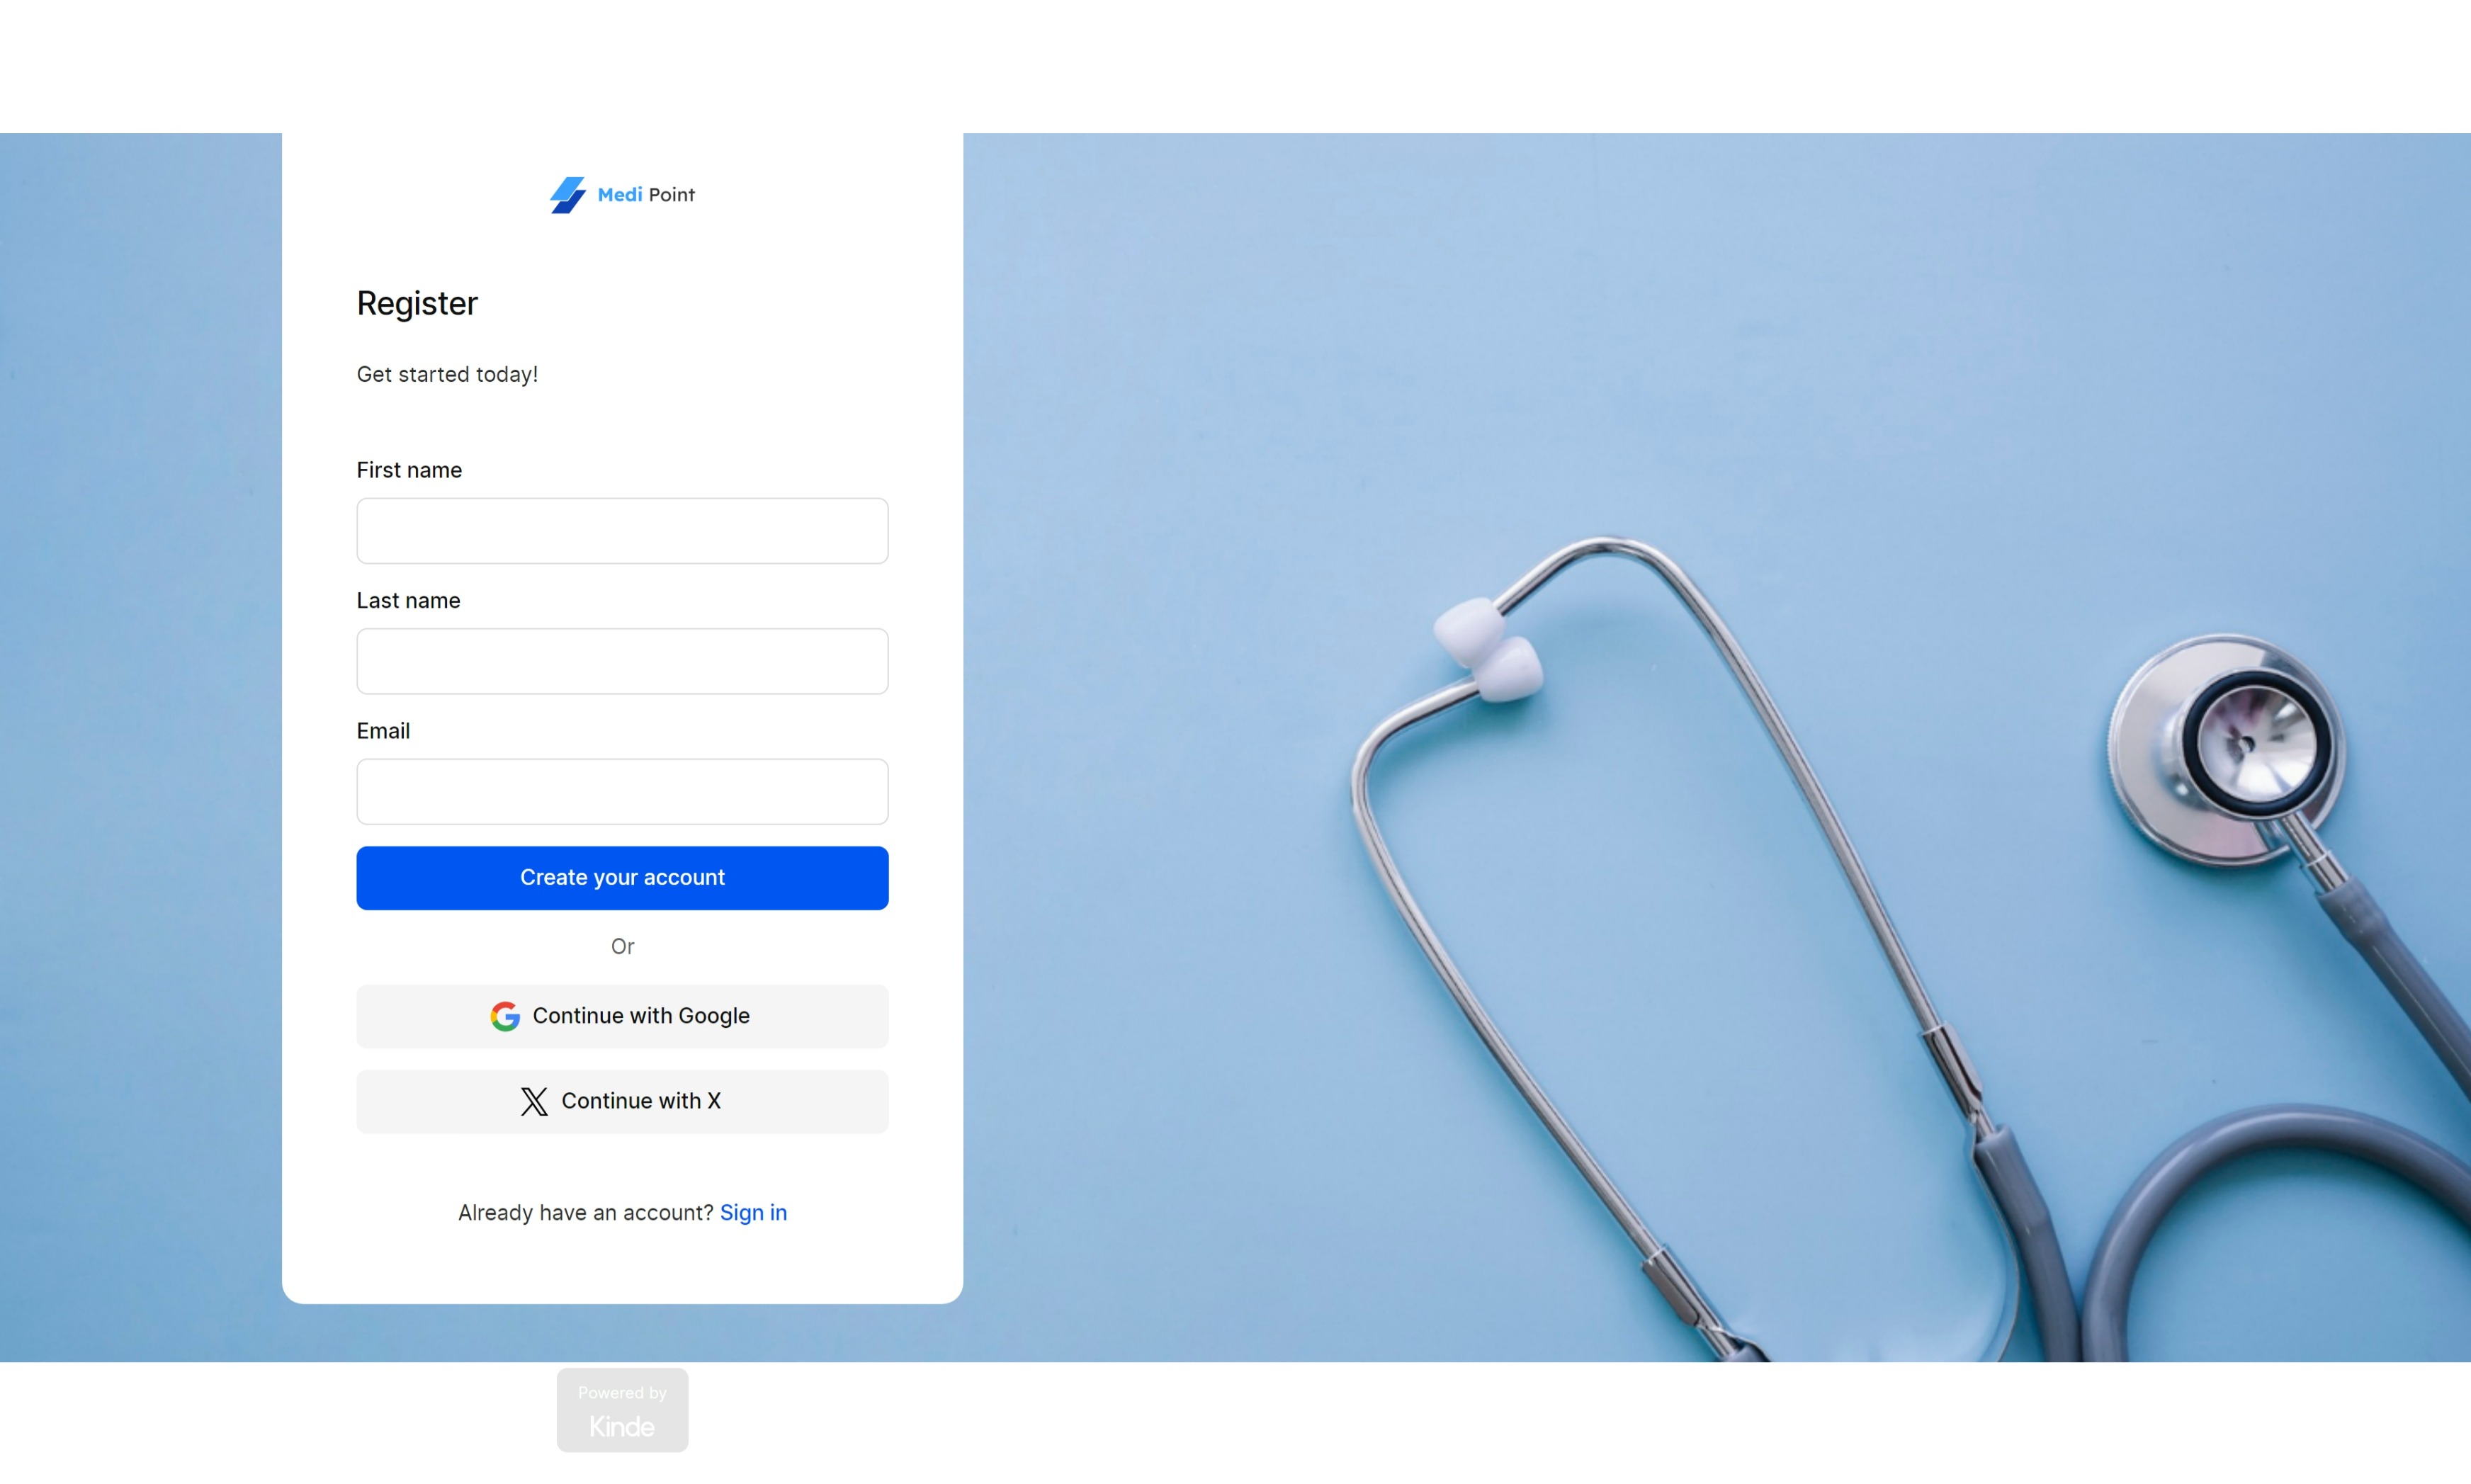 Medi Point
Register
Get started today!
First name
Last name
Email
Create your account
Or
Continue with Google
Continue with X
Already have an account? Sign in
Powered by
Kinde